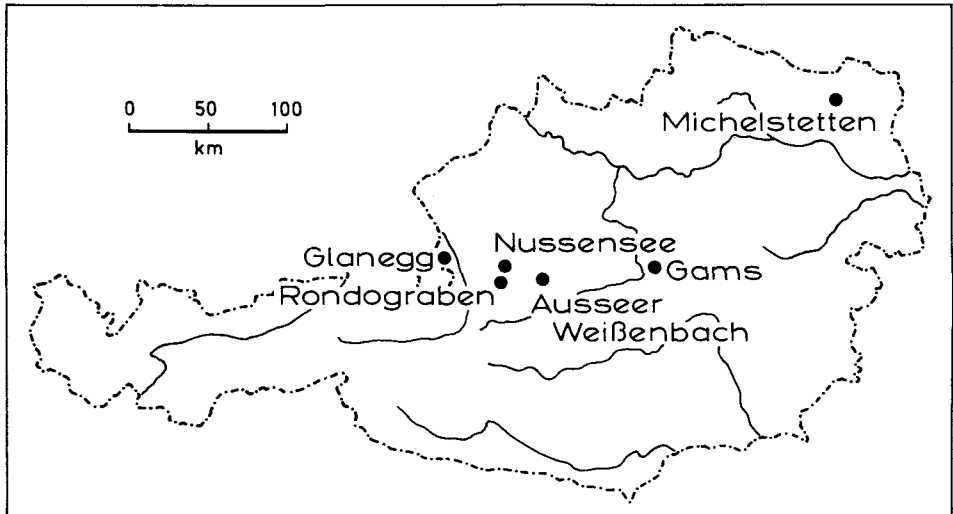 0 50 100
km
Michelstetten
Nussensee
Glanegg
Gams
Rondograben
Ausseer
Weißenbach